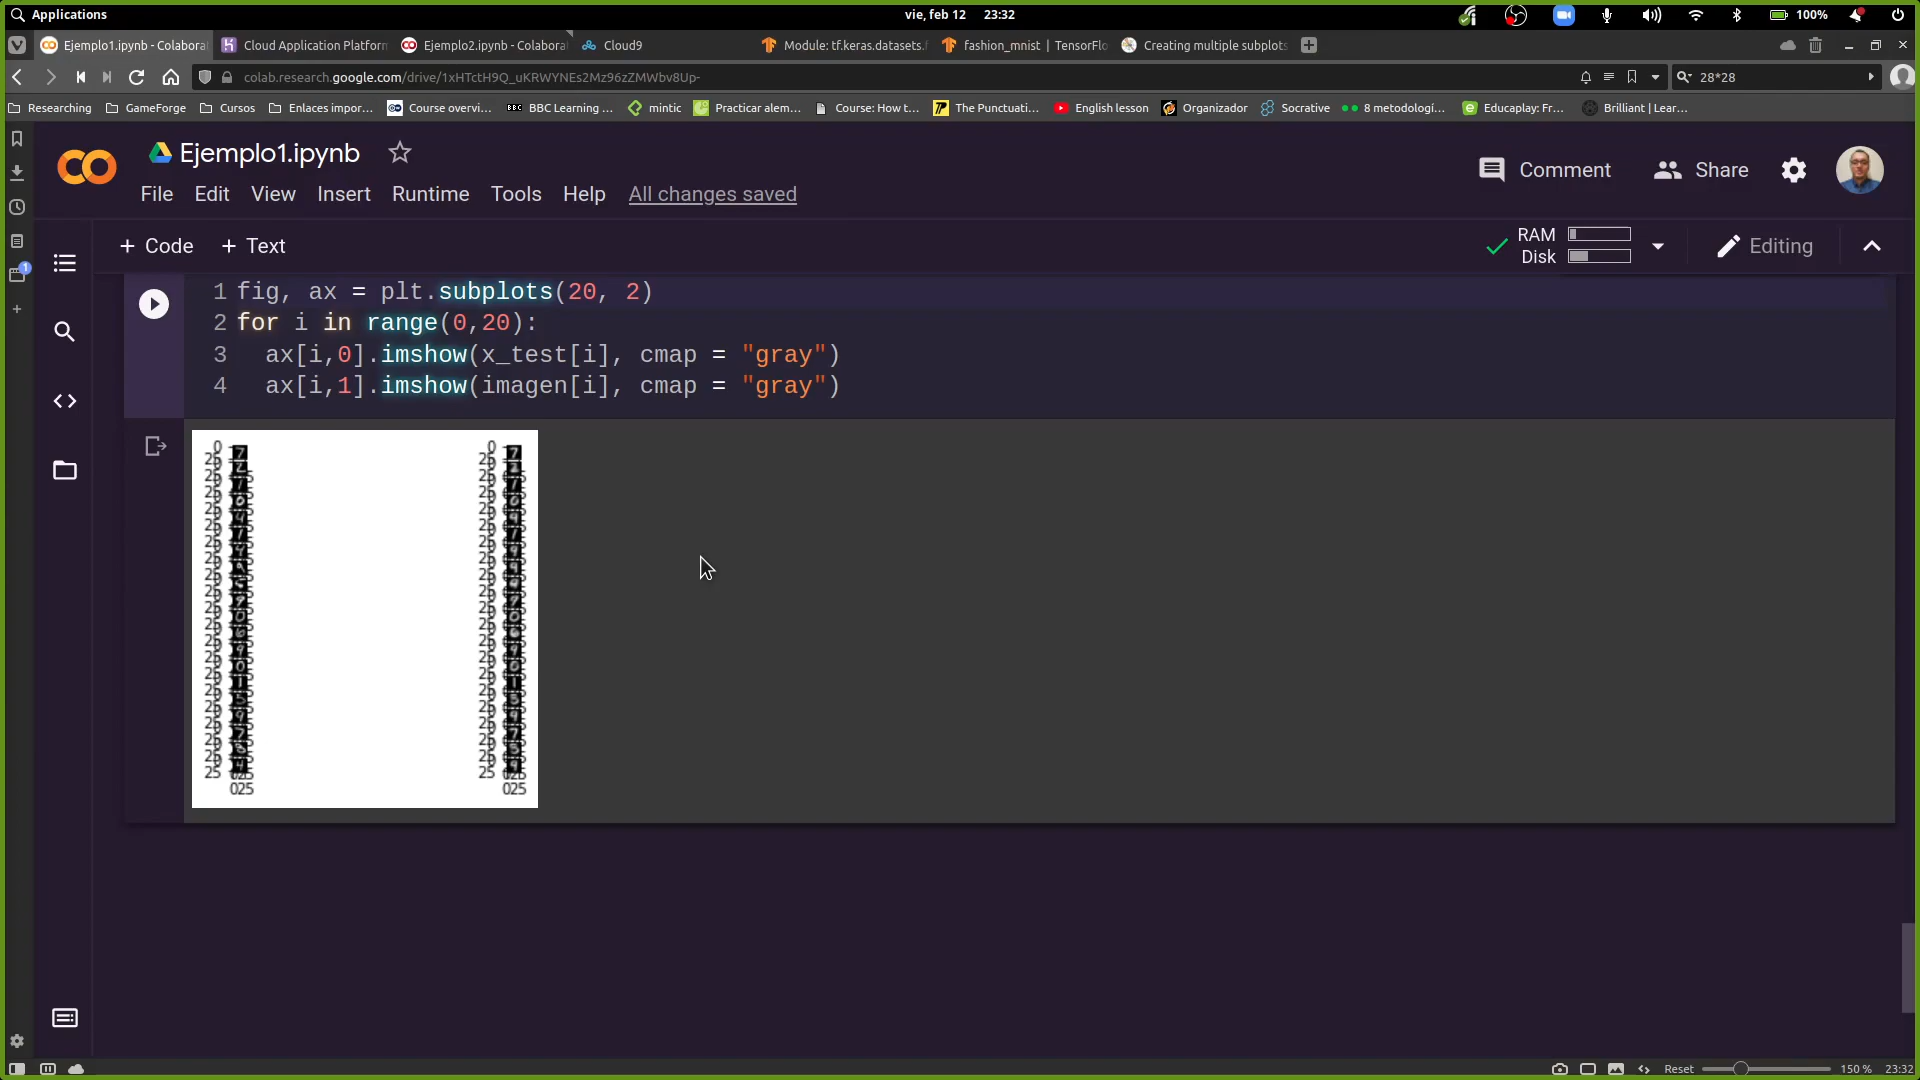 Applications
vie, feb 12 23:32
100%
Ejemplo1.ipynb - Colabora
Cloud Application Platfor
Ejemplo2.ipynb - Colabora
Cloud9
Module: tf.keras.datasets.f
fashion_mnist | TensorFlo
Creating multiple subplots
colab.research.google.com/drive/1xHTctH9Q_uKRWYNEs2Mz96zZMWbv8Up-
28*28
Researching
GameForge
Cursos
Enlaces impor...
Course overvi...
BBC Learning ...
mintic
Practicar alem...
Course: How t...
The Punctuati...
English lesson
Organizador
Socrative
8 metodologí...
Educaplay: Fr...
Brilliant | Lear...
Ejemplo1.ipynb
Comment
Share
File Edit View Insert Runtime Tools Help All changes saved
+ Code + Text
RAM
Disk
Editing
1 fig, ax = plt.subplots(20, 2)
2 for i in range(0,20):
3 ax[i,0].imshow(x_test[i], cmap = "gray")
4 ax[i,1].imshow(imagen[i], cmap = "gray")
025 025
Reset
150 % 23:32